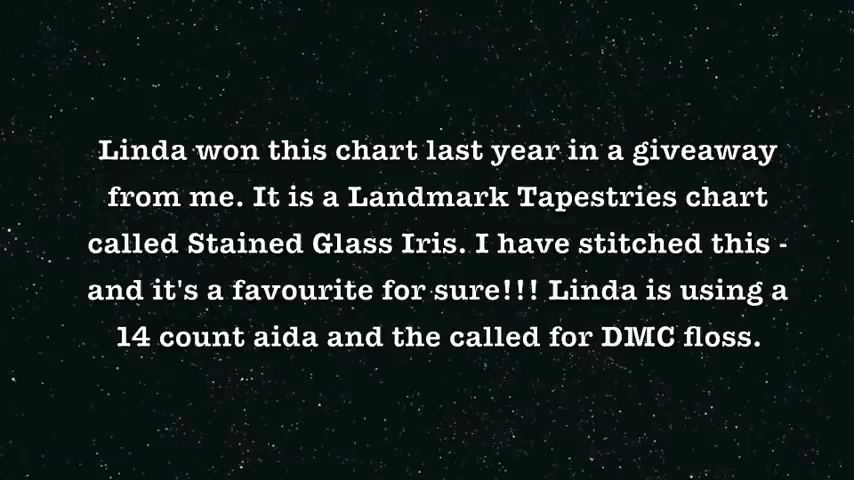 Linda won this chart last year in a giveaway
from me. It is a Landmark Tapestries chart
called Stained Glass Iris. I have stitched this -
and it's a favourite for sure!!! Linda is using a
14 count aida and the called for DMC floss.